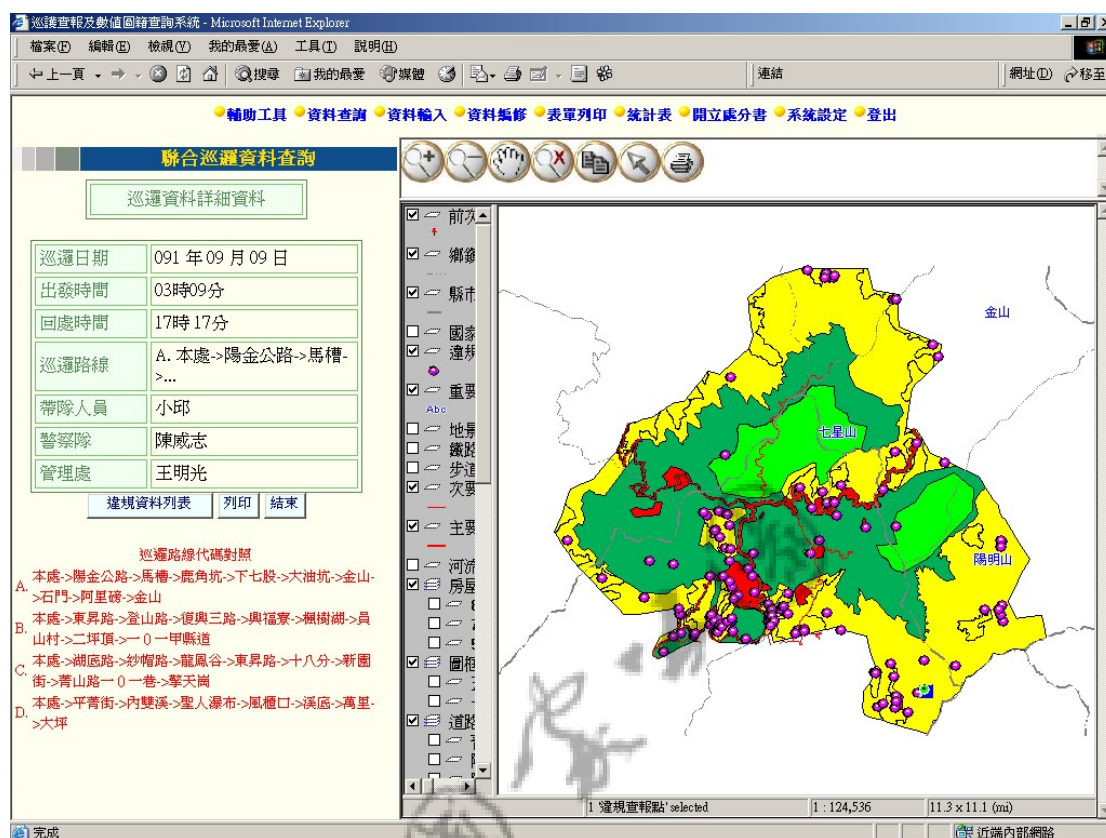 巡護查報及數值圖籍查詢系統 - Microsoft Internet Explorer
檔案(F) 編輯(E) 檢視(V) 我的最愛(A) 工具(T) 說明(H)
上一頁 搜尋 我的最愛 媒體 連結 網址(D) 移至
輔助工具 資料查詢 資料輸入 資料編修 表單列印 統計表 開立處分書 系統設定 登出
聯合巡邏資料查詢
巡邏資料詳細資料
巡邏日期 091 年 09 月 09 日
出發時間 03時09分
回處時間 17時 17分
巡邏路線 A. 本處->陽金公路->馬槽-
>...
帶隊人員 小邱
警察隊 陳威志
管理處 王明光
違規資料列表 列印 結束
巡邏路線代碼對照
A. 本處->陽金公路->馬槽->鹿角坑->下七股->大油坑->金山-
>石門->阿里磅->金山
B. 本處->東昇路->登山路->復興三路->興福寮->楓樹湖->員
山村->二坪頂->一0一甲縣道
C. 本處->湖底路->紗帽路->龍鳳谷->東昇路->十八分->新園
街->菁山路一0一巷->擎天崗
D. 本處->平菁街->內雙溪->聖人瀑布->風櫃口->溪底->萬里-
>大坪
前次
鄉鎮
縣市
國家
違規
重要
Abc
地景
鐵路
步道
次要
主要
河流
房屋
圖框
道路
金山
七星山
陽明山
1 '違規查報點' selected 1 : 124,536 11.3 x 11.1 (mi)
完成 近端內部網路